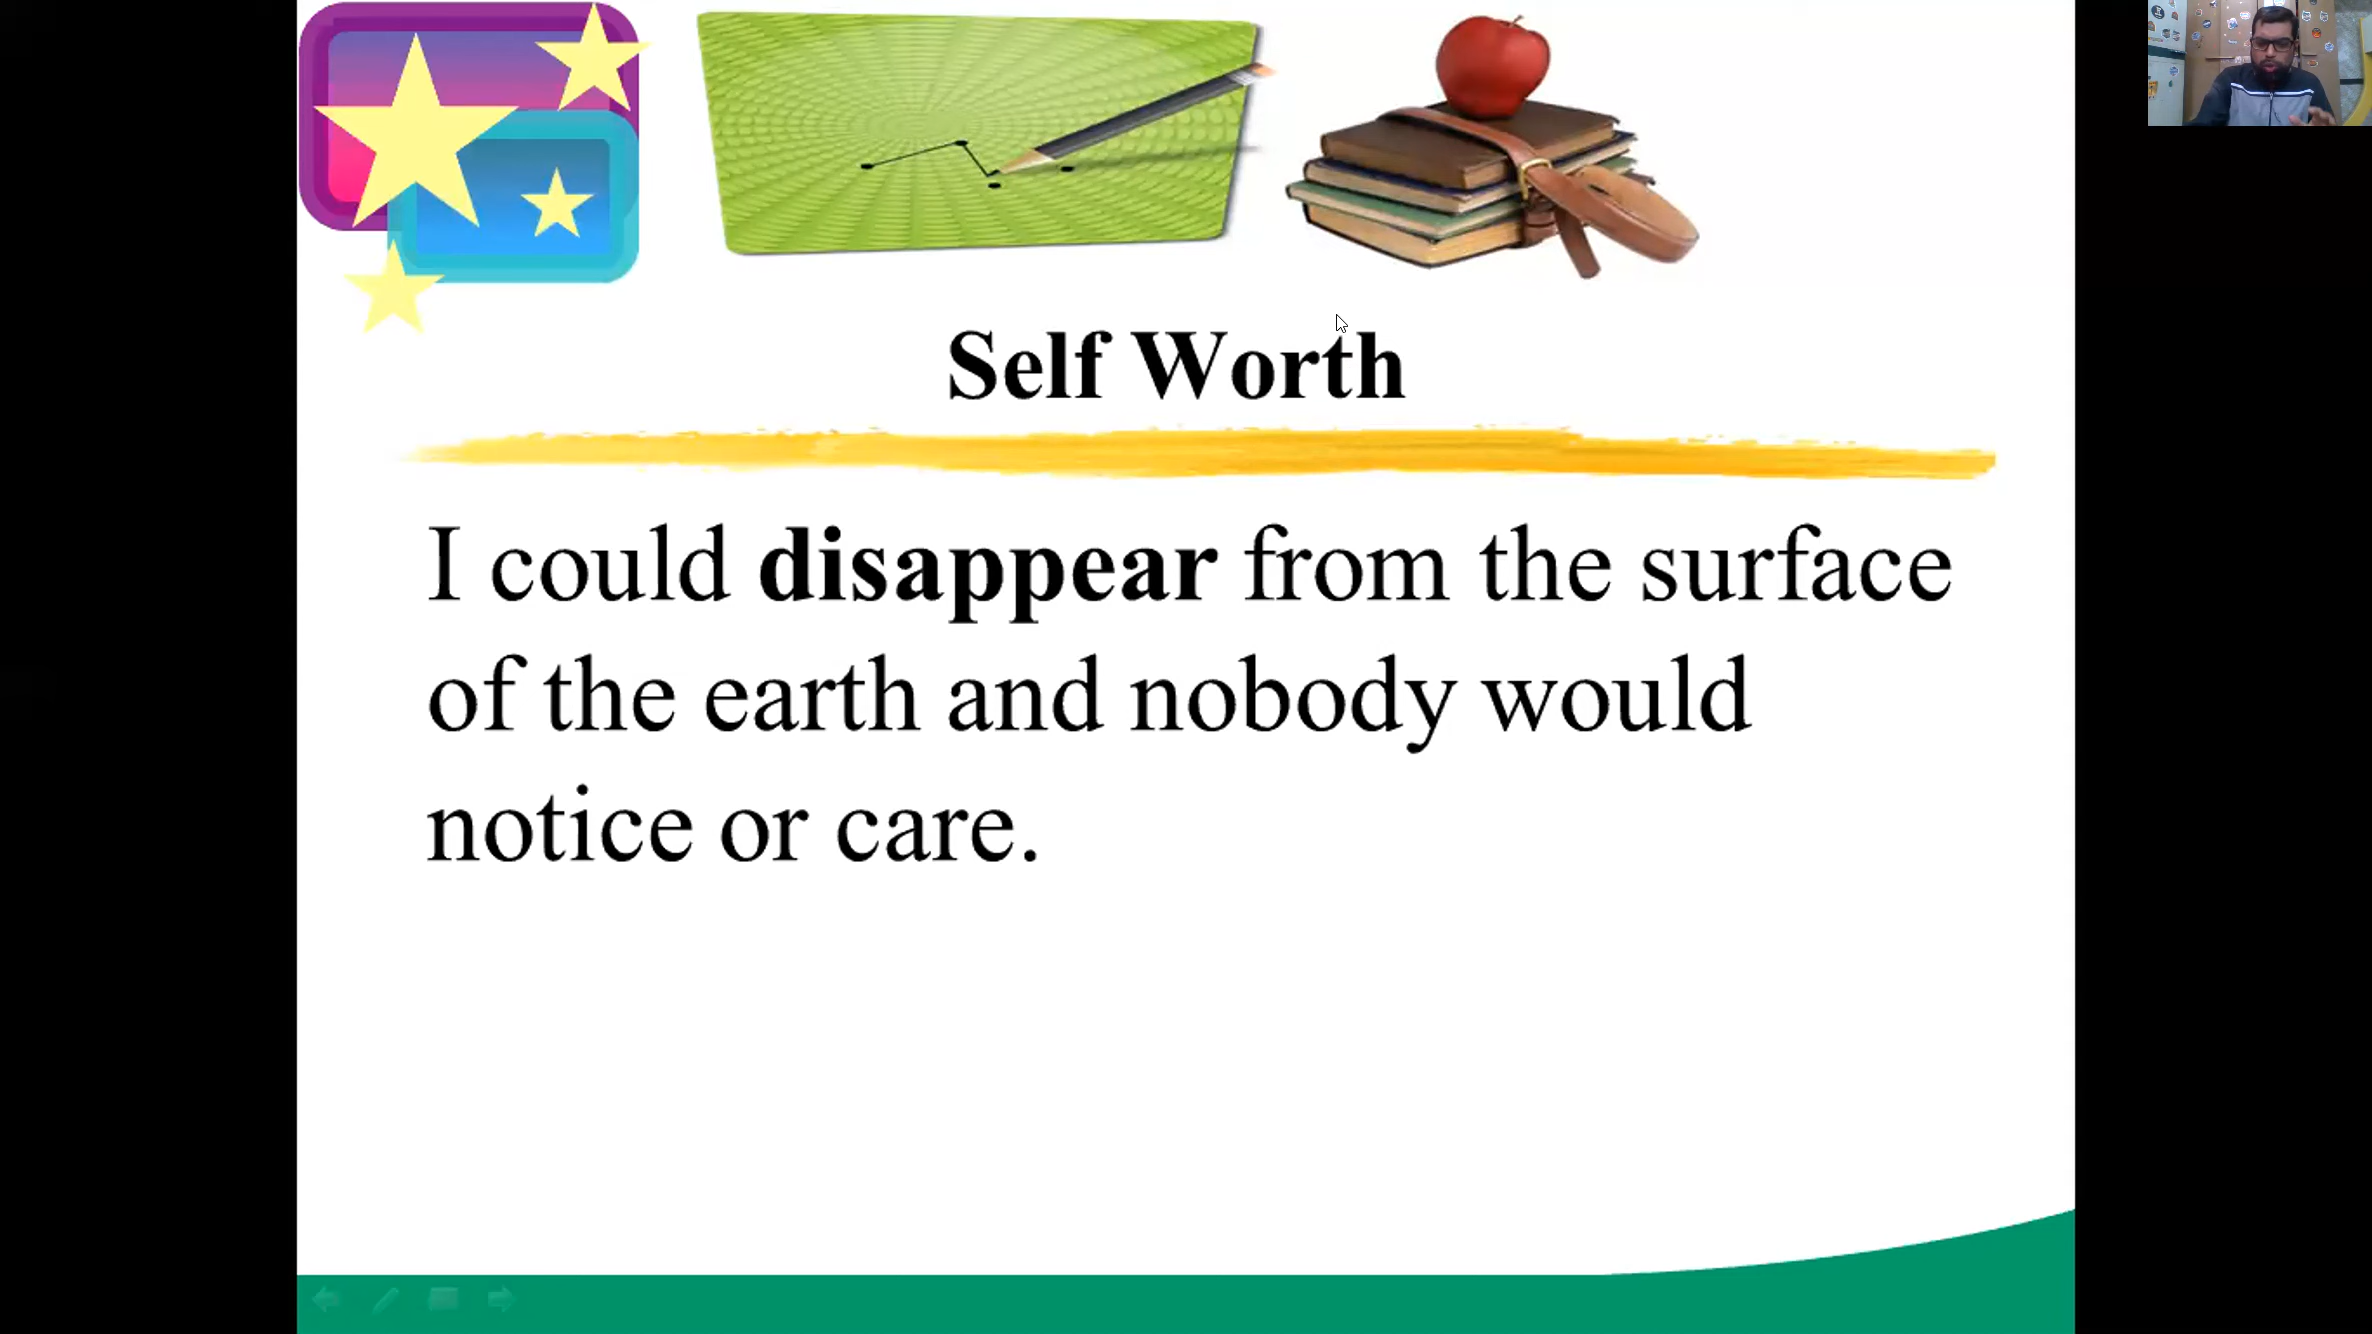 Self Worth
I could disappear from the surface
of the earth and nobody would
notice or care.